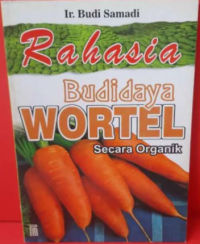 Ir. Budi Samadi
Rahasia
Budidaya
WORTEL
Secara Organik